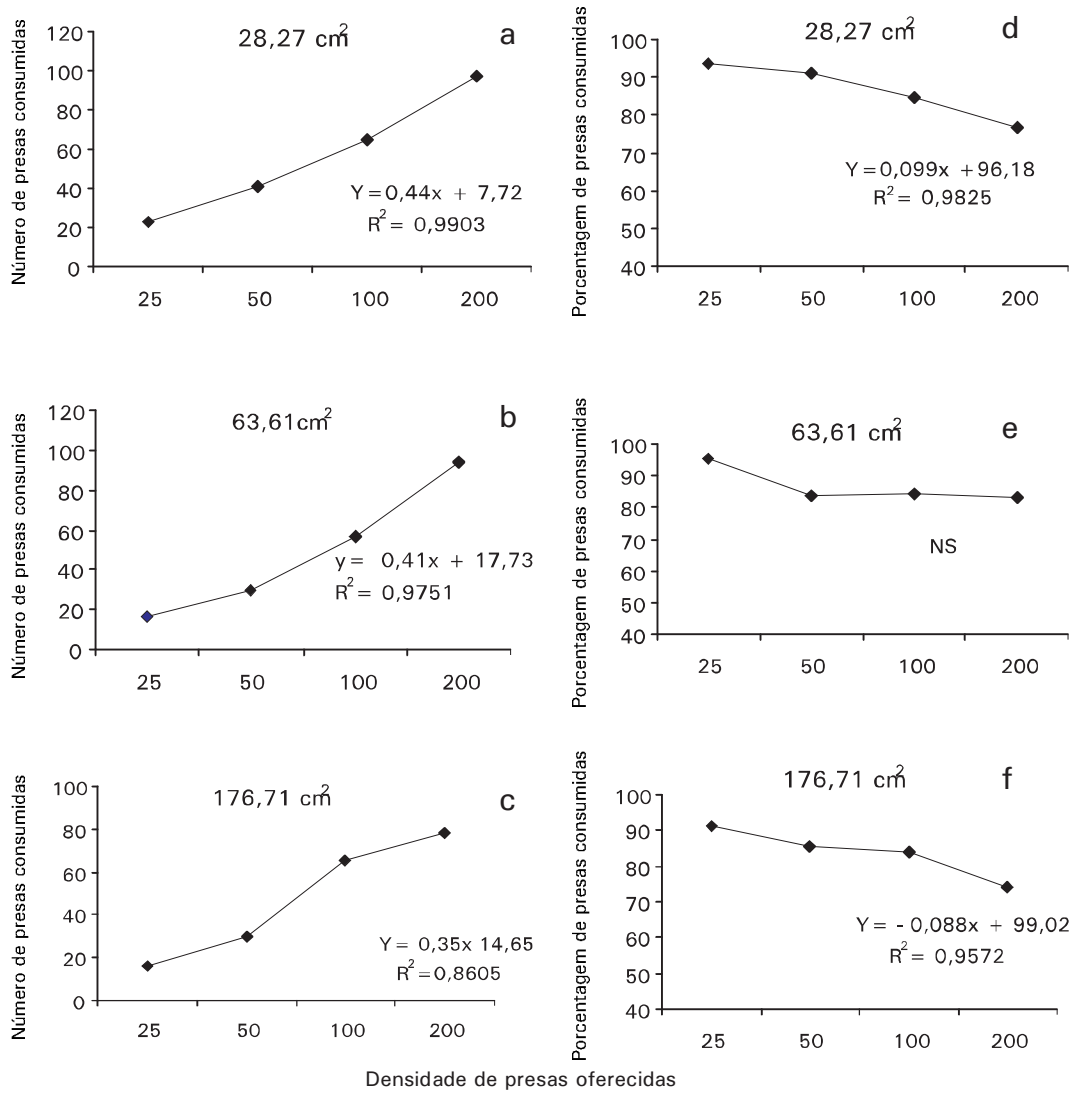 28,27 cm²
a
Número de presas consumidas
120
100
80
60
40
20
0
Y = 0,44x + 7,72
R² = 0,9903
25 50 100 200
28,27 cm²
d
Porcentagem de presas consumidas
100
90
80
70
60
50
40
Y = 0,099x + 96,18
R² = 0,9825
25 50 100 200
63,61cm²
b
Número de presas consumidas
120
100
80
60
40
20
0
y = 0,41x + 17,73
R² = 0,9751
25 50 100 200
63,61 cm²
e
Porcentagem de presas consumidas
100
90
80
70
60
50
40
NS
25 50 100 200
176,71 cm²
c
Número de presas consumidas
100
80
60
40
20
0
Y = 0,35x 14,65
R² = 0,8605
25 50 100 200
176,71 cm²
f
Porcentagem de presas consumidas
100
90
80
70
60
50
40
Y = - 0,088x + 99,02
R² = 0,9572
25 50 100 200
Densidade de presas oferecidas